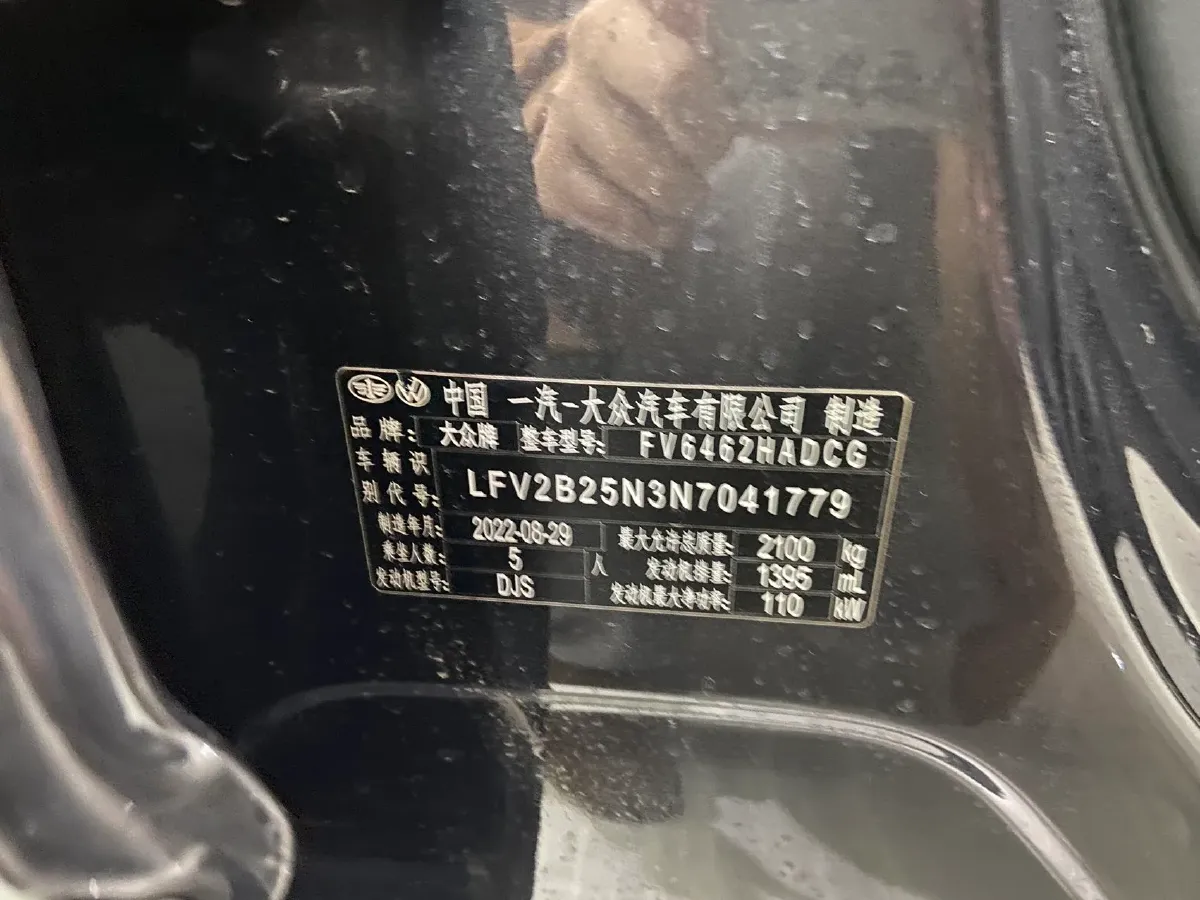 中国 一汽-大众汽车有限公司 制造
品牌: 大众牌 整车型号: FV6462HADCG
车辆识别代号: LFV2B25N3N7041779
制造年月: 2022-08-29 最大允许总质量: 2100 kg
乘坐人数: 5 人 发动机排量: 1395 mL
发动机型号: DJS 发动机最大净功率: 110 kW